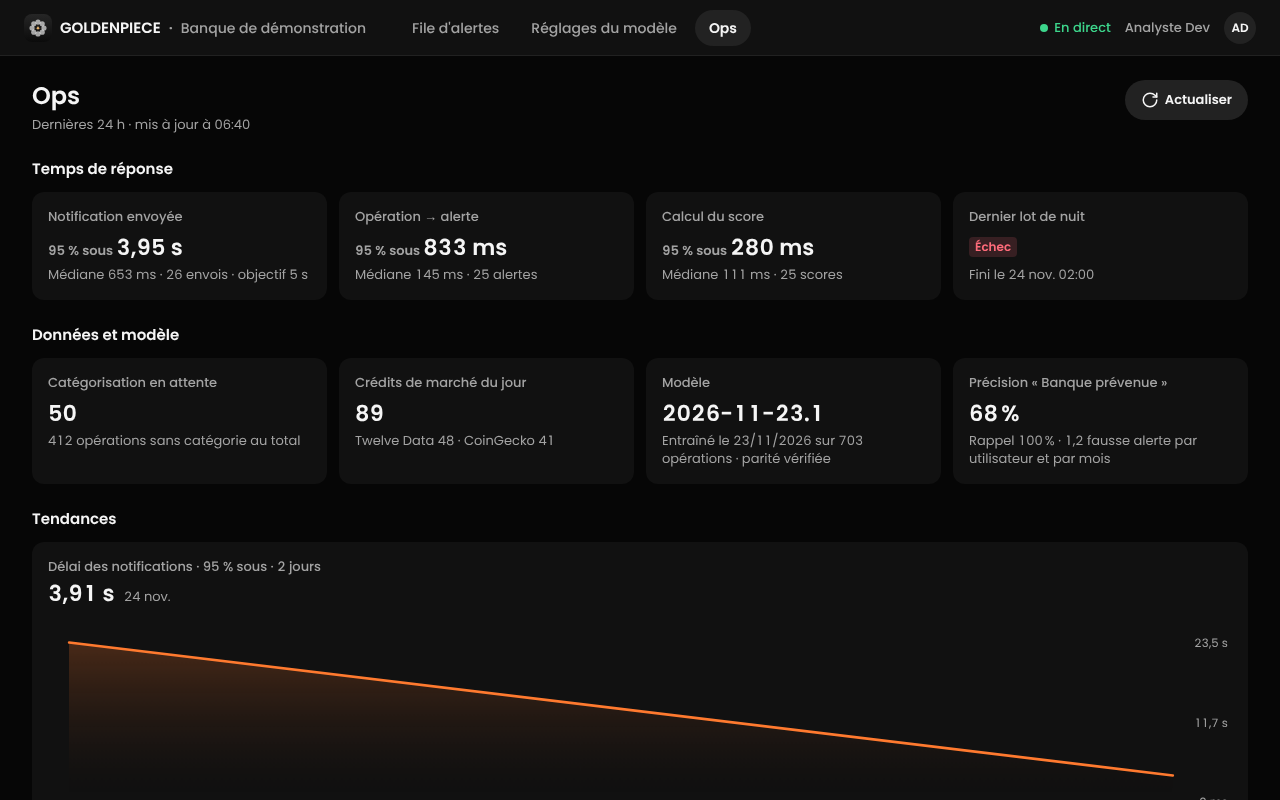 GOLDENPIECE · Banque de démonstration
File d'alertes
Réglages du modèle
Ops
En direct
Analyste Dev
AD
Ops
Dernières 24 h · mis à jour à 06:40
Actualiser
Temps de réponse
Notification envoyée
95 % sous 3,95 s
Médiane 653 ms · 26 envois · objectif 5 s
Opération → alerte
95 % sous 833 ms
Médiane 145 ms · 25 alertes
Calcul du score
95 % sous 280 ms
Médiane 111 ms · 25 scores
Dernier lot de nuit
Échec
Fini le 24 nov. 02:00
Données et modèle
Catégorisation en attente
50
412 opérations sans catégorie au total
Crédits de marché du jour
89
Twelve Data 48 · CoinGecko 41
Modèle
2026-11-23.1
Entraîné le 23/11/2026 sur 703
opérations · parité vérifiée
Précision « Banque prévenue »
68 %
Rappel 100 % · 1,2 fausse alerte par
utilisateur et par mois
Tendances
Délai des notifications · 95 % sous · 2 jours
3,91 s 24 nov.
23,5 s
11,7 s